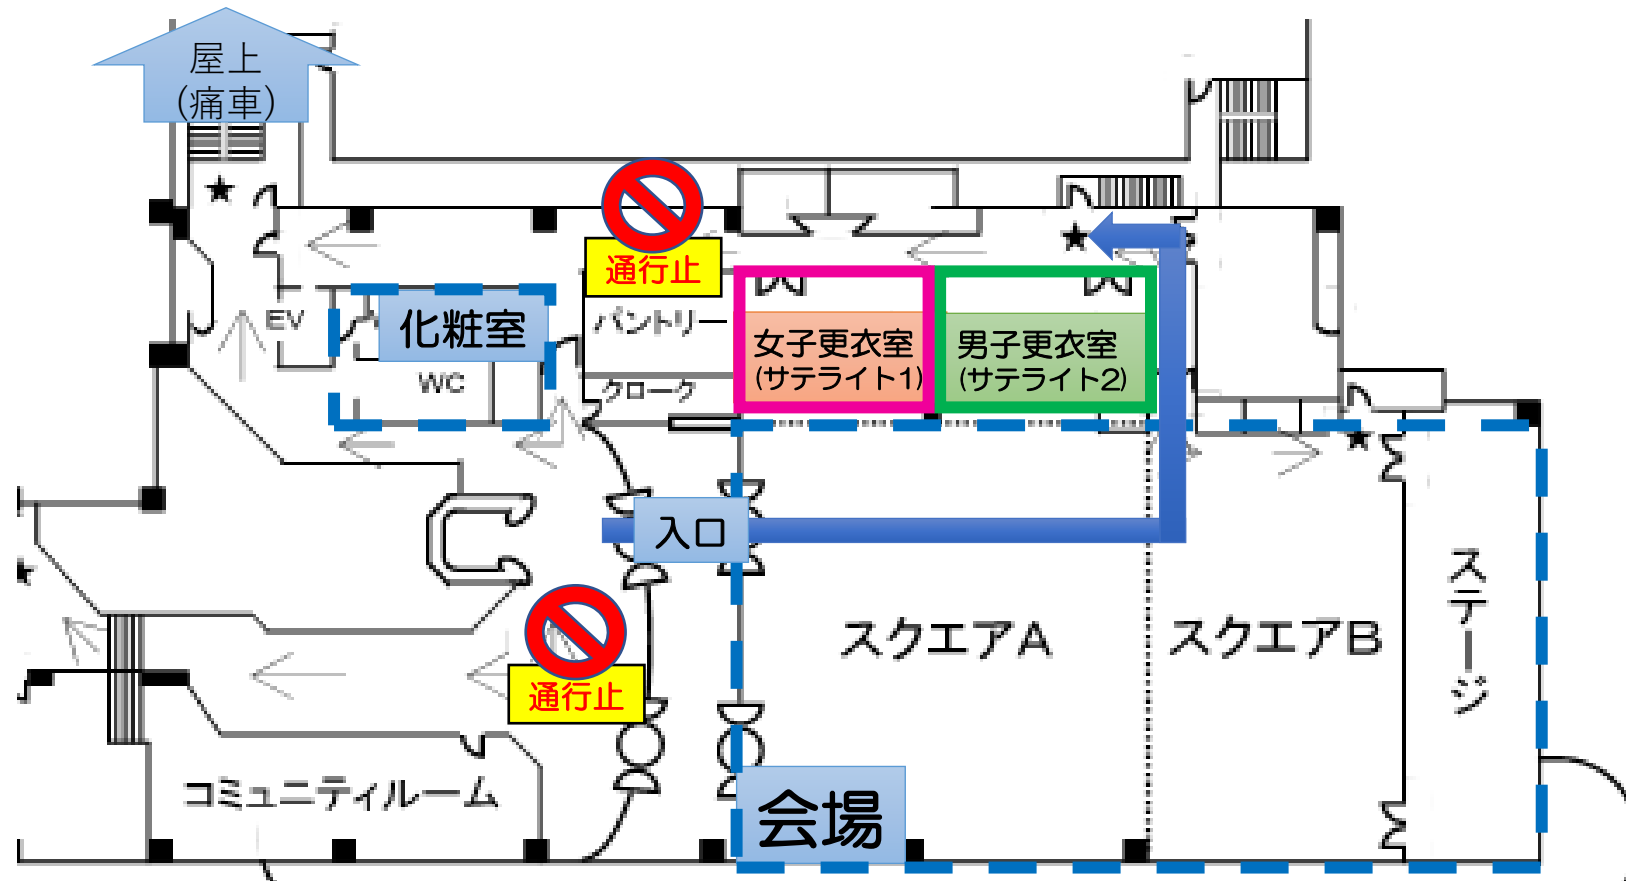 屋上
(痛車)
通行止
EV
化粧室
WC
パントリー
クローク
女子更衣室
(サテライト1)
男子更衣室
(サテライト2)
入口
スクエアA
スクエアB
ステージ
通行止
コミュニティルーム
会場